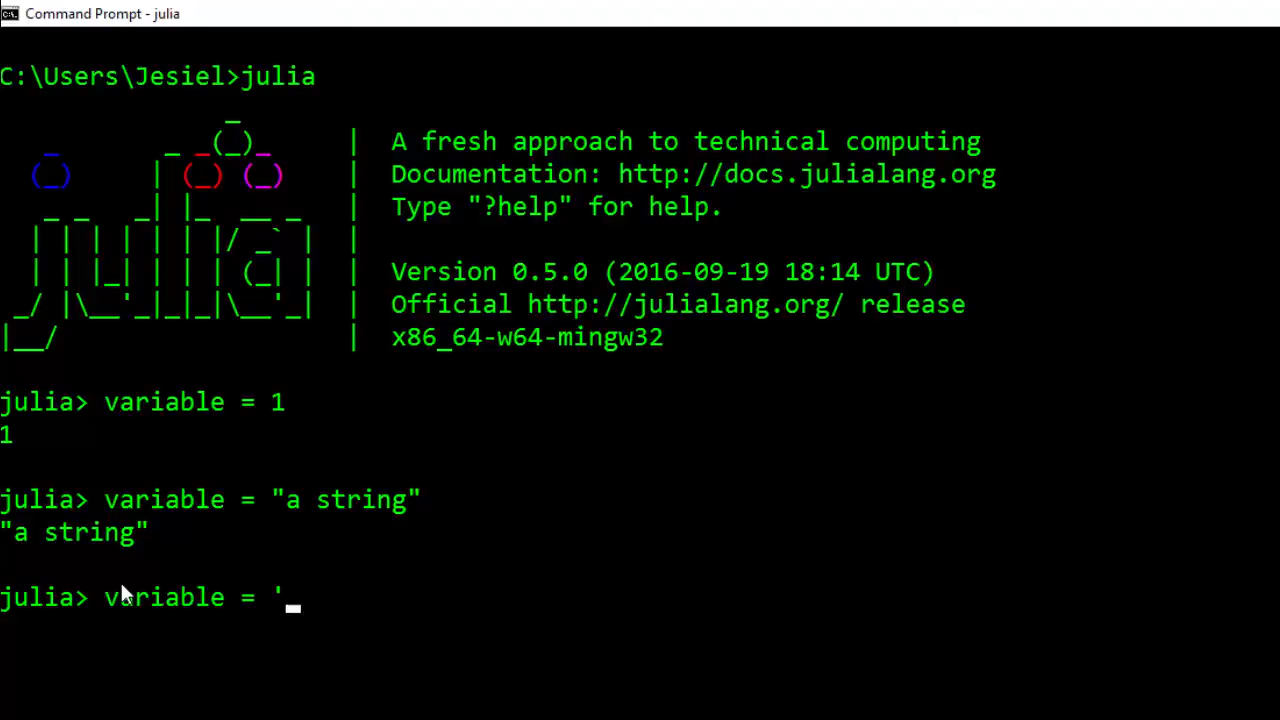 Command Prompt - julia
C:\Users\Jesiel>julia
A fresh approach to technical computing
Documentation: http://docs.julialang.org
Type "?help" for help.
Version 0.5.0 (2016-09-19 18:14 UTC)
Official http://julialang.org/ release
x86_64-w64-mingw32
julia> variable = 1
1
julia> variable = "a string"
"a string"
julia> variable = '